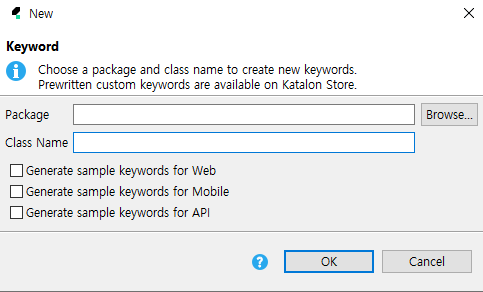 New
Keyword
Choose a package and class name to create new keywords.
Prewritten custom keywords are available on Katalon Store.
Package
Browse...
Class Name
Generate sample keywords for Web
Generate sample keywords for Mobile
Generate sample keywords for API
?
OK
Cancel